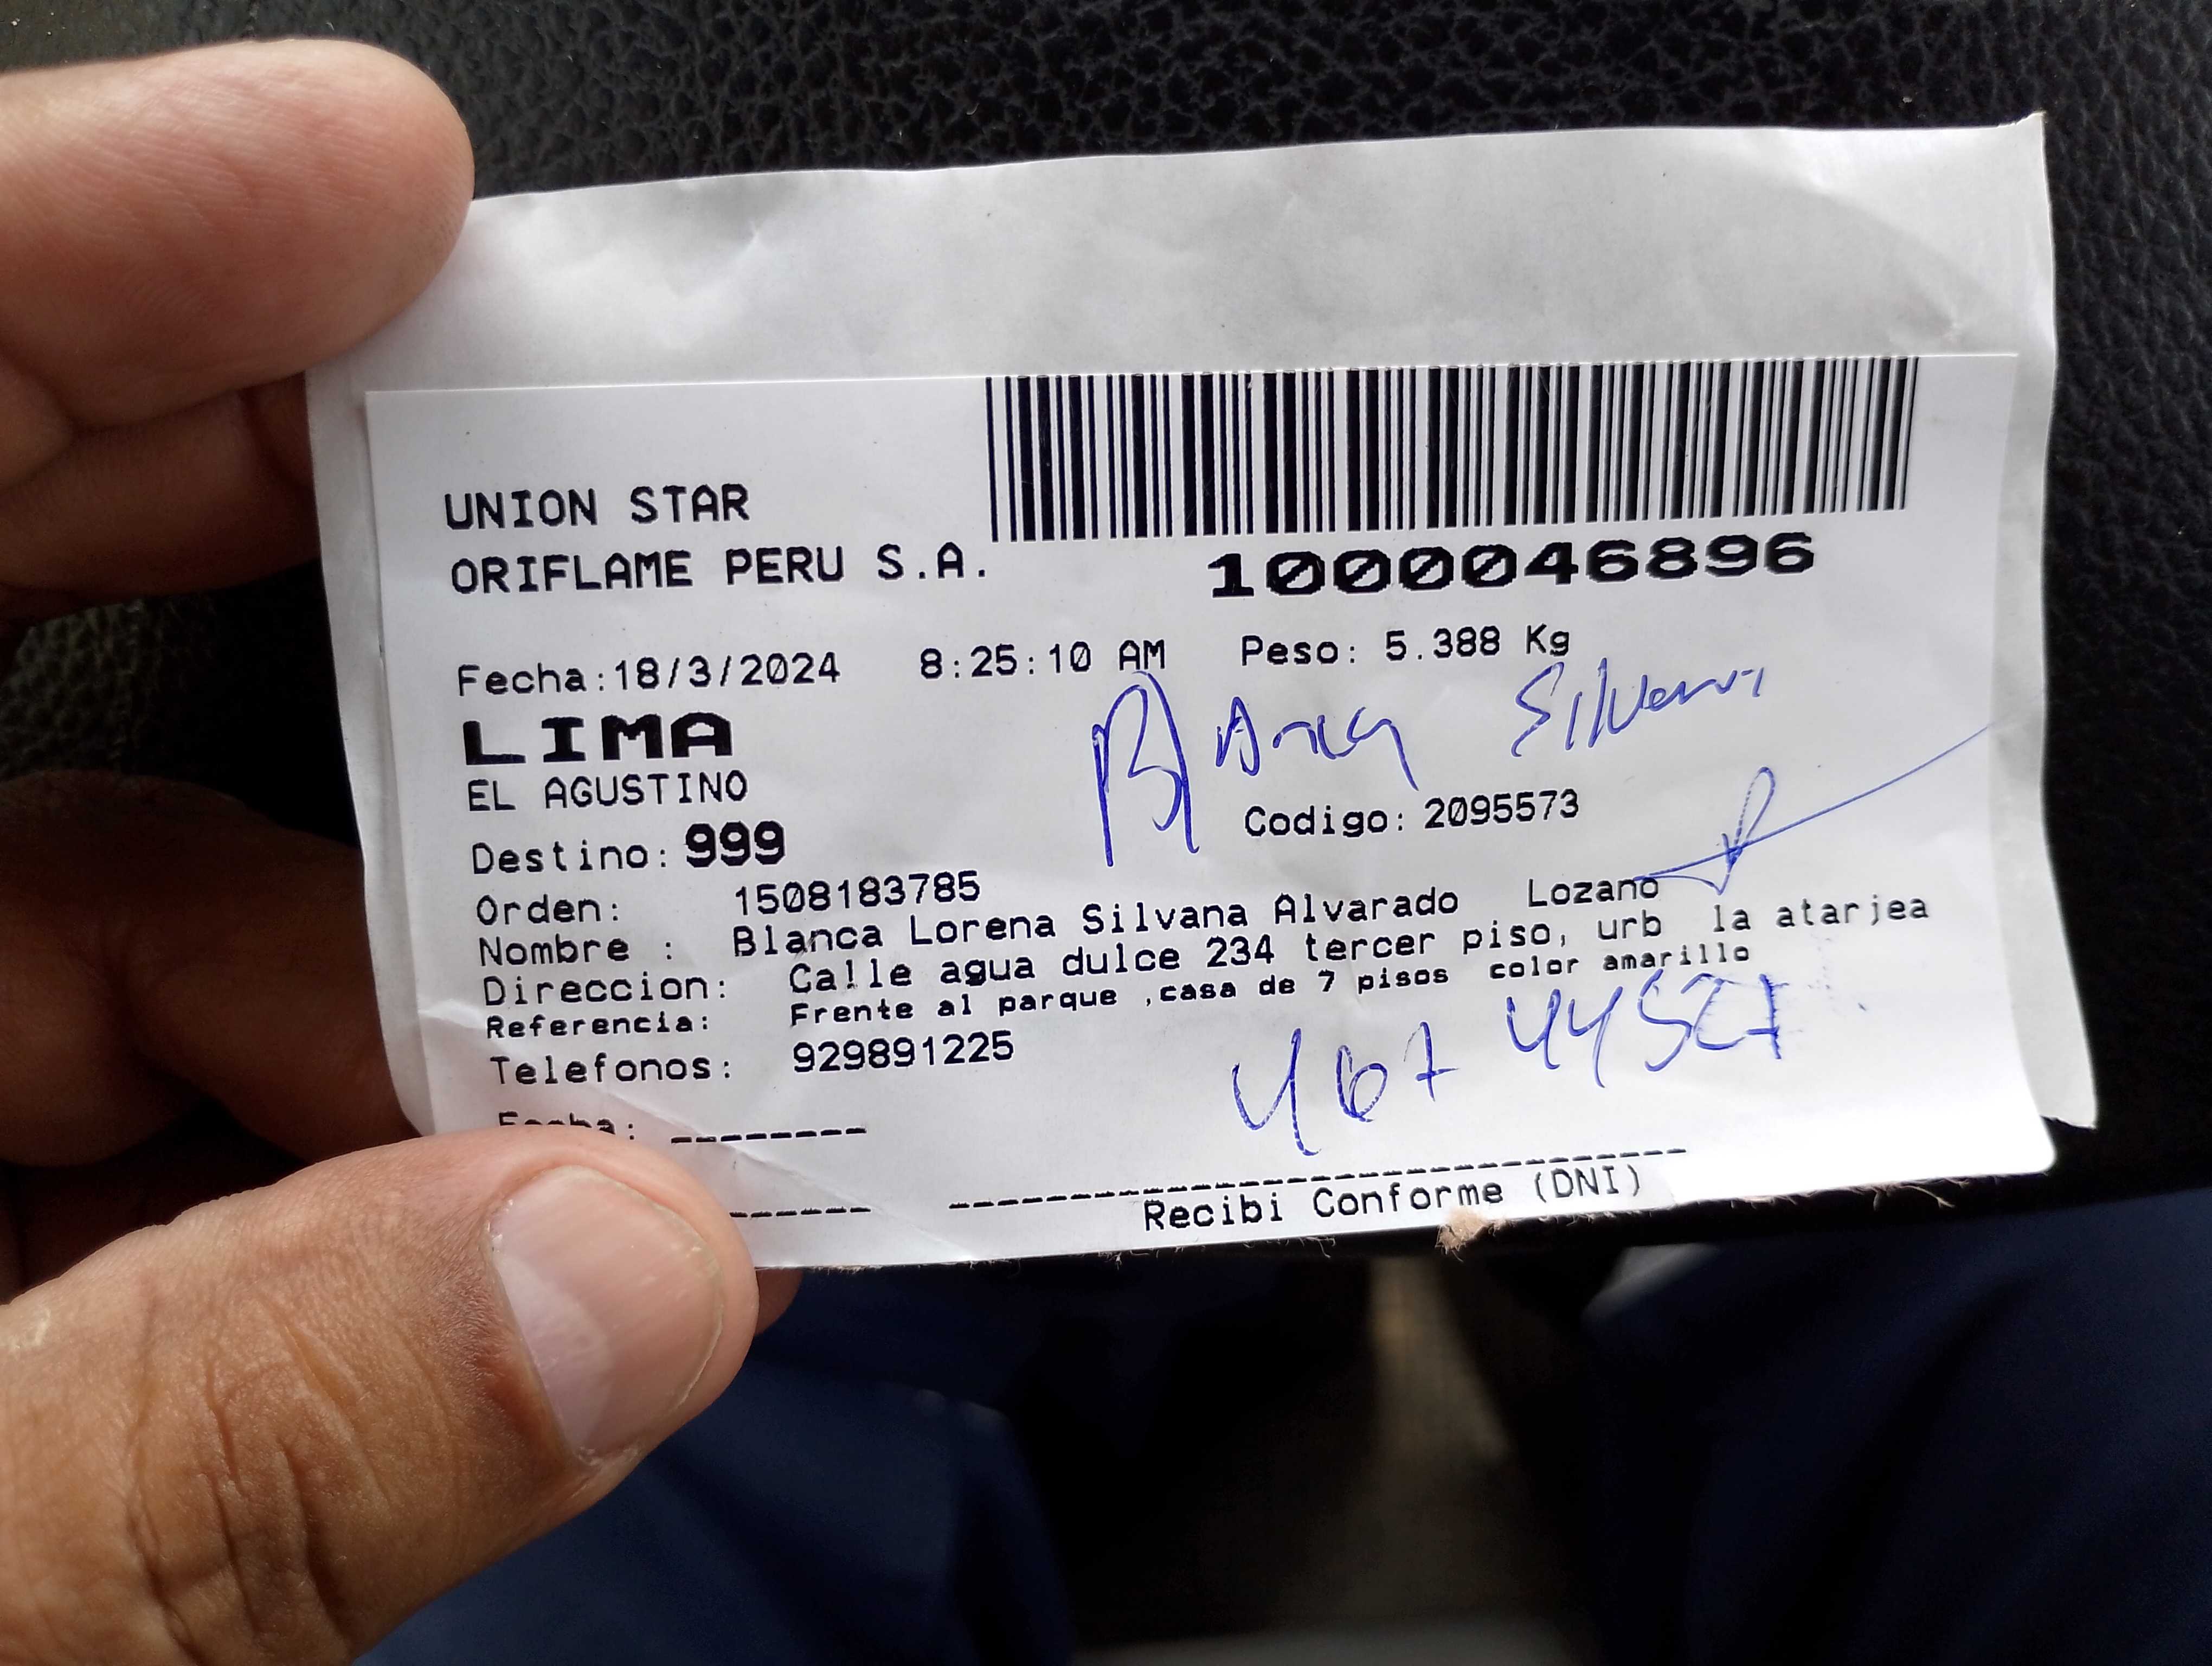 UNION STAR
ORIFLAME PERU S.A.
1000046896
Fecha:18/3/2024 8:25:10 AM Peso: 5.388 Kg
LIMA
Blanca Silvana
EL AGUSTINO
Destino: 999 Codigo: 2095573
Orden: 1508183785
Nombre : Blanca Lorena Silvana Alvarado Lozano
Direccion: Calle agua dulce 234 tercer piso, urb la atarjea
Referencia: Frente al parque ,casa de 7 pisos color amarillo
Telefonos: 929891225
Fecha: --------
Recibi Conforme (DNI)